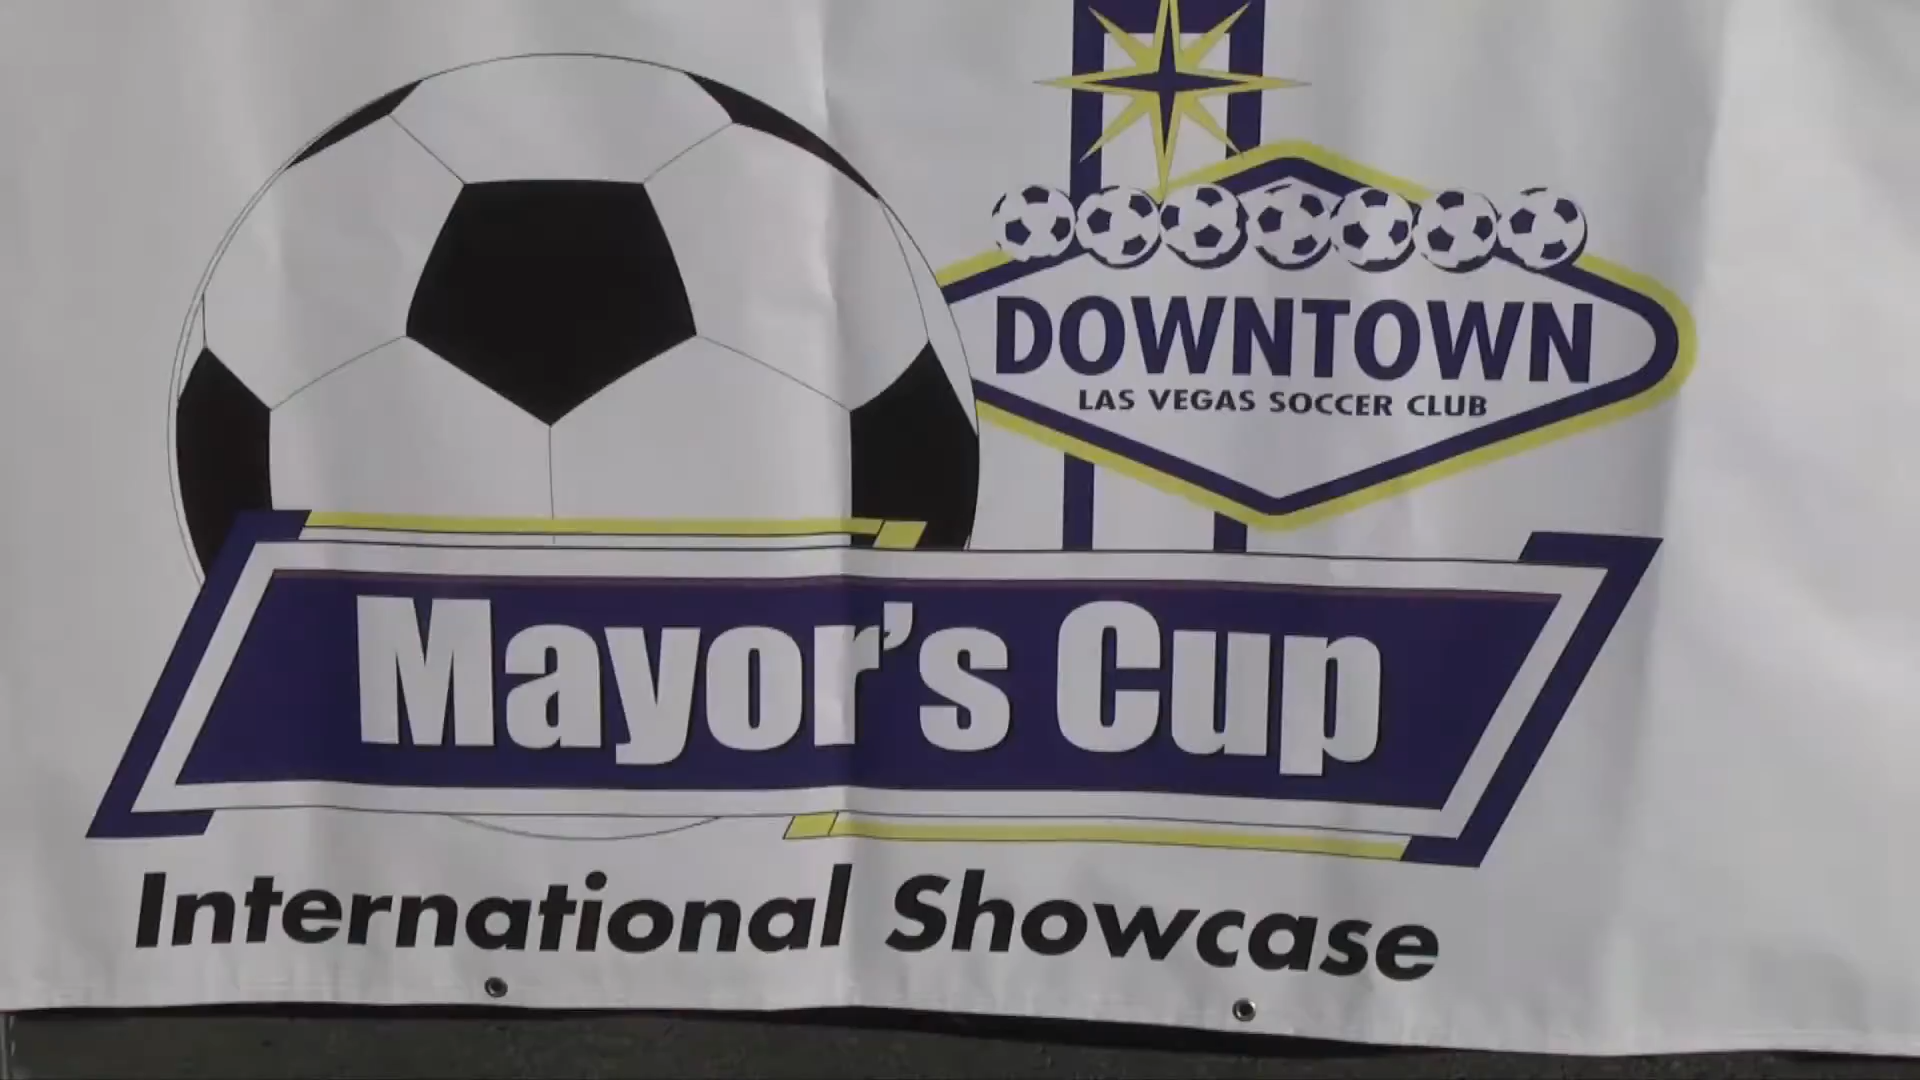 DOWNTOWN
LAS VEGAS SOCCER CLUB
Mayor's Cup
International Showcase